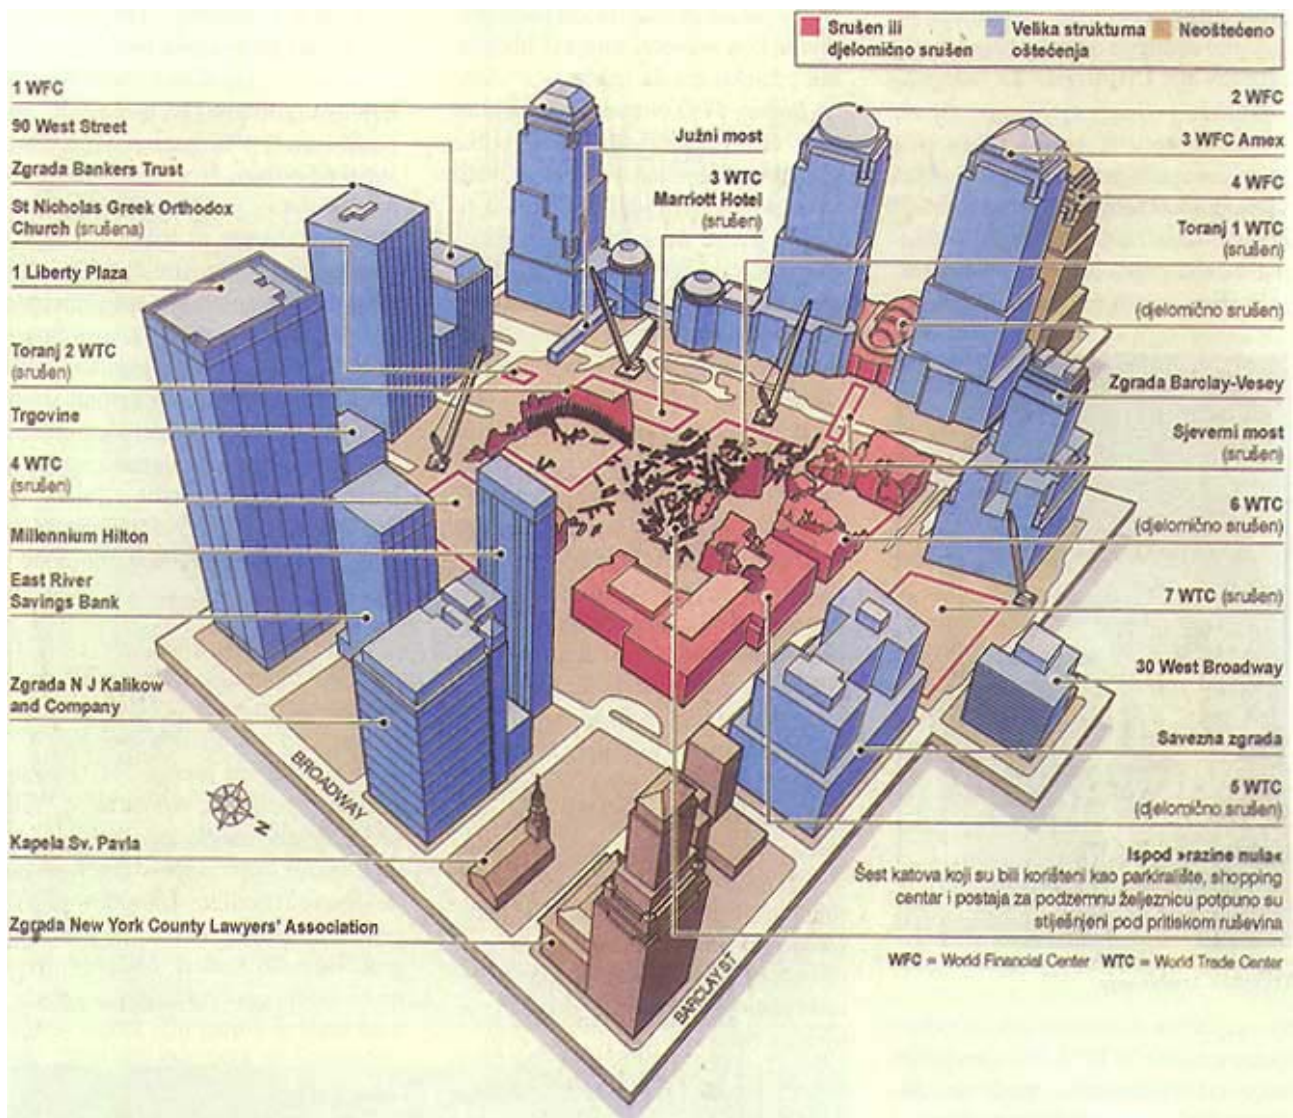 Srušen ili
djelomično srušen
Velika strukturna
oštećenja
Neoštećeno
1 WFC
90 West Street
Zgrada Bankers Trust
St Nicholas Greek Orthodox
Church (srušena)
1 Liberty Plaza
Toranj 2 WTC
(srušen)
Trgovine
4 WTC
(srušen)
Millennium Hilton
East River
Savings Bank
Zgrada N J Kalikow
and Company
Kapela Sv. Pavla
Zgrada New York County Lawyers' Association
Južni most
3 WTC
Marriott Hotel
(srušen)
2 WFC
3 WFC Amex
4 WFC
Toranj 1 WTC
(srušen)
(djelomično srušen)
Zgrada Barclay-Vesey
Sjeverni most
(srušen)
6 WTC
(djelomično srušen)
7 WTC (srušen)
30 West Broadway
Savezna zgrada
5 WTC
(djelomično srušen)
Ispod »razine nula«
Šest katova koji su bili korišteni kao parkiralište, shopping
centar i postaja za podzemnu željeznicu potpuno su
stiješnjeni pod pritiskom ruševina
WFC = World Financial Center WTC = World Trade Center
BROADWAY
N
BARCLAY ST